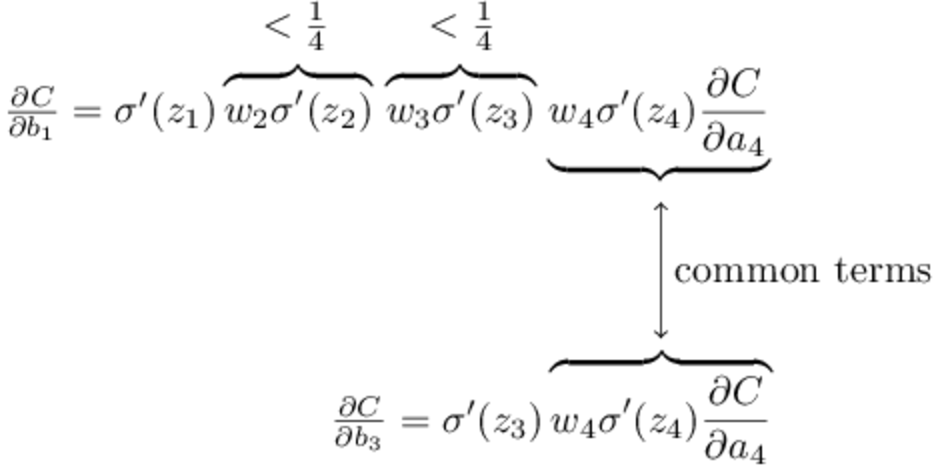 < 1/4 < 1/4
∂C/∂b₁ = σ′(z₁) w₂σ′(z₂) w₃σ′(z₃) w₄σ′(z₄) ∂C/∂a₄
common terms
∂C/∂b₃ = σ′(z₃) w₄σ′(z₄) ∂C/∂a₄